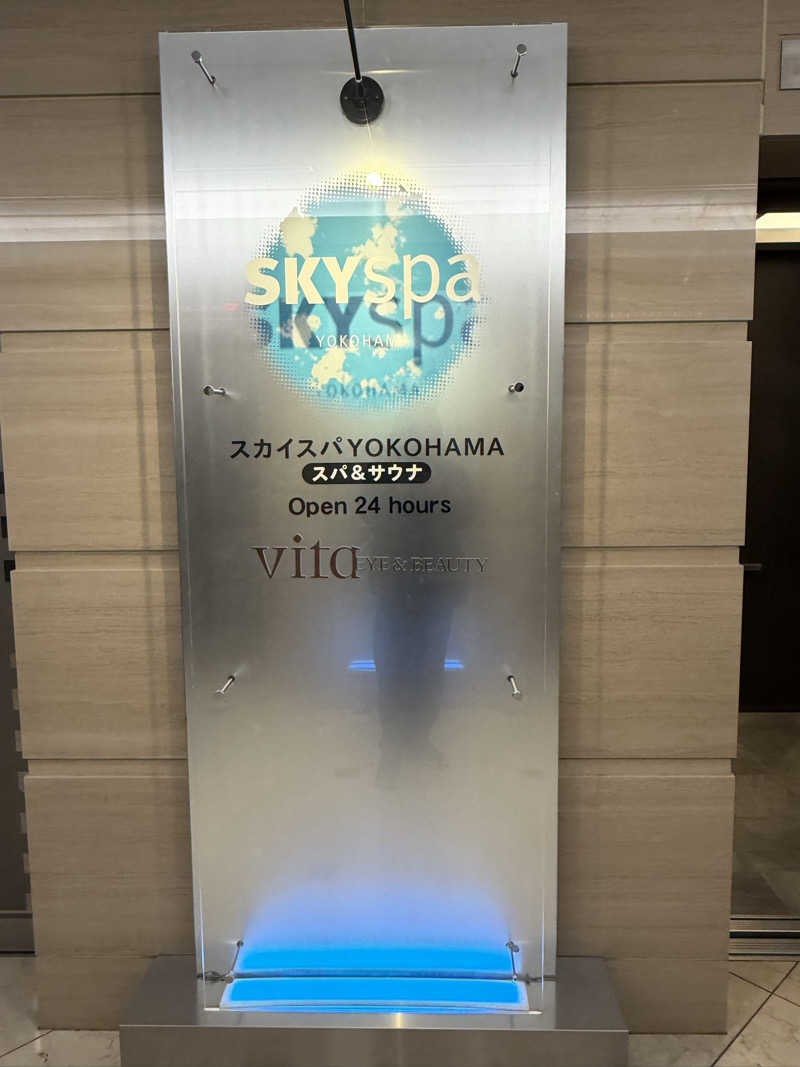 SKYspa
YOKOHAMA
スカイスパYOKOHAMA
スパ&サウナ
Open 24 hours
vita EYE & BEAUTY